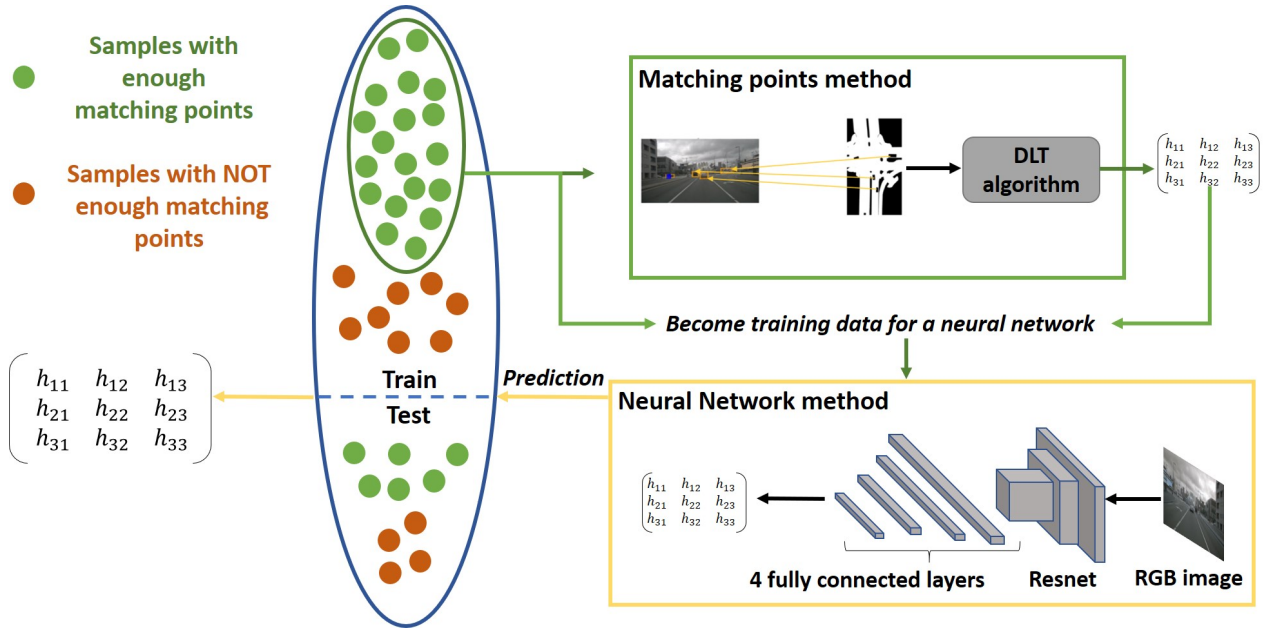 Samples with
enough
matching points
Samples with NOT
enough matching
points
Train
Test
Matching points method
DLT
algorithm
h11 h12 h13
h21 h22 h23
h31 h32 h33
Become training data for a neural network
Prediction
h11 h12 h13
h21 h22 h23
h31 h32 h33
Neural Network method
h11 h12 h13
h21 h22 h23
h31 h32 h33
4 fully connected layers
Resnet
RGB image